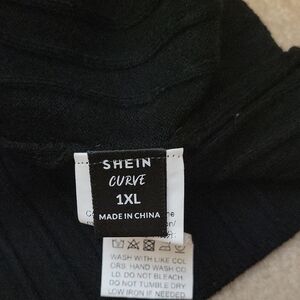 SHEIN
CURVE
1XL
MADE IN CHINA
WASH WITH LIKE COL
ORS. HAND WASH CO
LD. DO NOT BLEACH.
DO NOT TUMBLE DRY
LOW IRON IF NEEDED